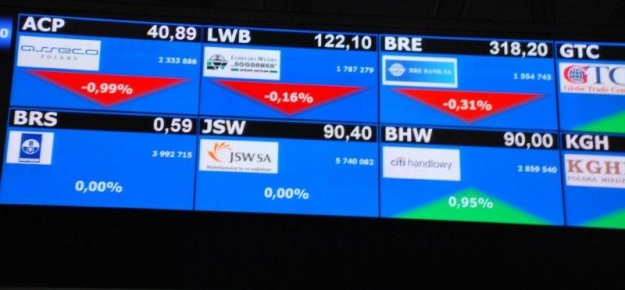 ACP 40,89
asseco
POLAND
2 333 886
-0,99%
LWB 122,10
"BOGDANKA"
1 787 279
-0,16%
BRE 318,20
BRE BANK SA
1 554 743
-0,31%
GTC
GTC
Globe Trade Cen
BRS 0,59
3 992 715
0,00%
JSW 90,40
JSW SA
5 740 062
0,00%
BHW 90,00
citi handlowy
2 859 540
0,95%
KGH
KGH
POLSKA MIEDŹ